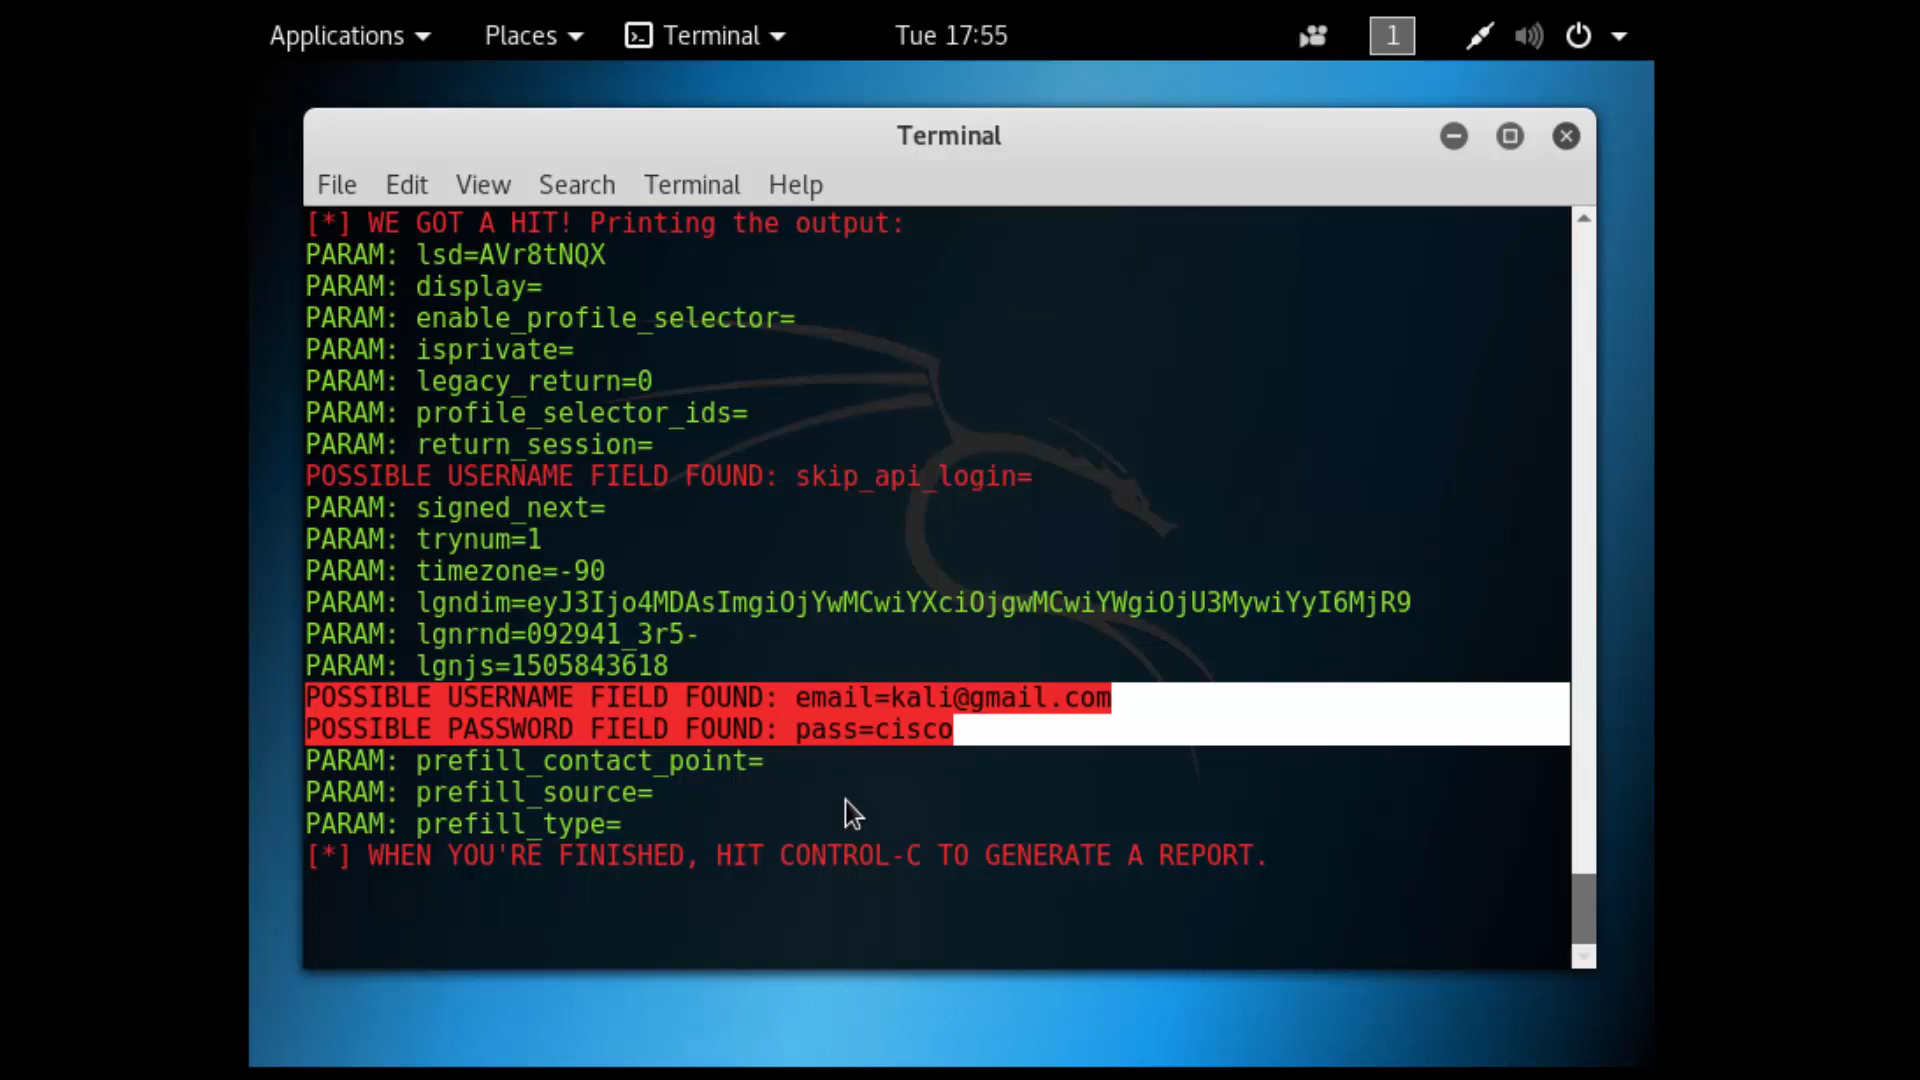 Applications Places Terminal Tue 17:55 1
Terminal
File Edit View Search Terminal Help
[*] WE GOT A HIT! Printing the output:
PARAM: lsd=AVr8tNQX
PARAM: display=
PARAM: enable_profile_selector=
PARAM: isprivate=
PARAM: legacy_return=0
PARAM: profile_selector_ids=
PARAM: return_session=
POSSIBLE USERNAME FIELD FOUND: skip_api_login=
PARAM: signed_next=
PARAM: trynum=1
PARAM: timezone=-90
PARAM: lgndim=eyJ3Ijo4MDAsImgiOjYwMCwiYXciOjgwMCwiYWgiOjU3MywiYyI6MjR9
PARAM: lgnrnd=092941_3r5-
PARAM: lgnjs=1505843618
POSSIBLE USERNAME FIELD FOUND: email=kali@gmail.com
POSSIBLE PASSWORD FIELD FOUND: pass=cisco
PARAM: prefill_contact_point=
PARAM: prefill_source=
PARAM: prefill_type=
[*] WHEN YOU'RE FINISHED, HIT CONTROL-C TO GENERATE A REPORT.